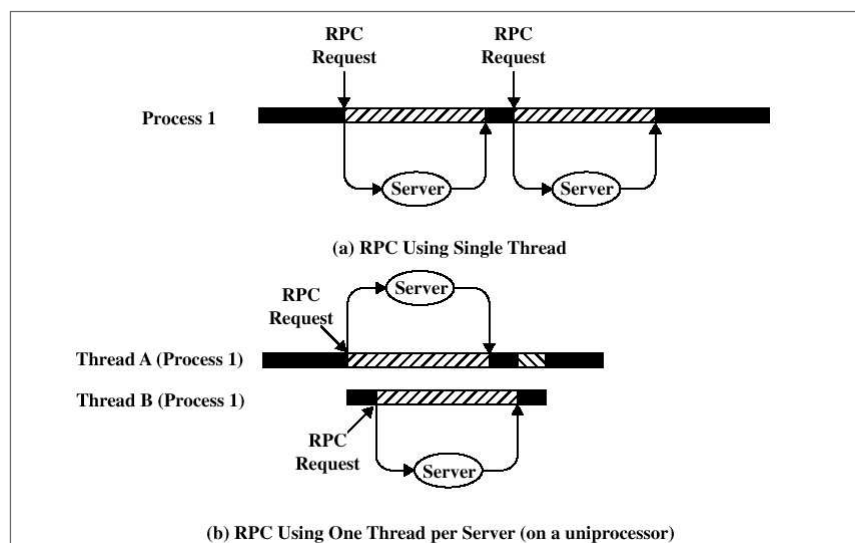 RPC
Request
RPC
Request
Process 1
Server
Server
(a) RPC Using Single Thread
Server
RPC
Request
Thread A (Process 1)
Thread B (Process 1)
RPC
Request
Server
(b) RPC Using One Thread per Server (on a uniprocessor)